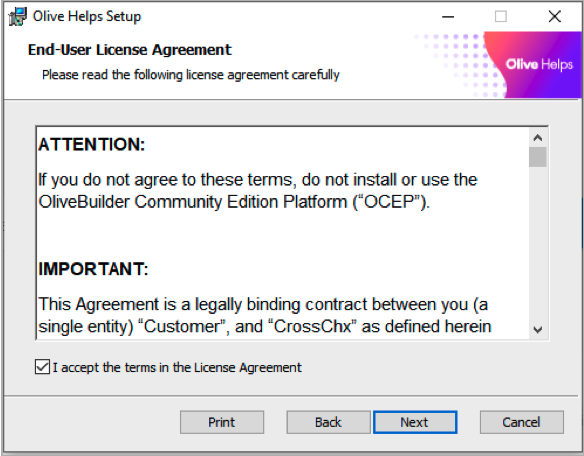 Olive Helps Setup
End-User License Agreement
Please read the following license agreement carefully
Olive Helps
ATTENTION:
If you do not agree to these terms, do not install or use the
OliveBuilder Community Edition Platform (“OCEP”).
IMPORTANT:
This Agreement is a legally binding contract between you (a
single entity) “Customer”, and “CrossChx” as defined herein
I accept the terms in the License Agreement
Print
Back
Next
Cancel